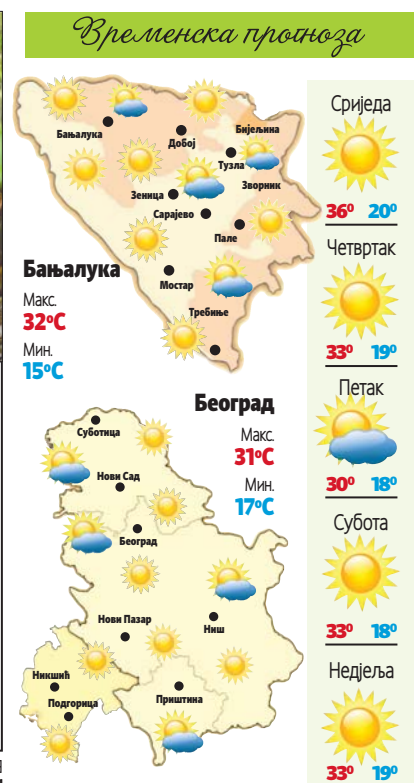 Временска прогноза
Бањалука
Добој
Бијељина
Тузла
Зворник
Зеница
Сарајево
Пале
Мостар
Требиње
Бањалука
Макс.
32°C
Мин.
15°C
Београд
Макс.
31°C
Мин.
17°C
Суботица
Нови Сад
Београд
Нови Пазар
Ниш
Никшић
Подгорица
Приштина
Сриједа
36° 20°
Четвртак
33° 19°
Петак
30° 18°
Субота
33° 18°
Недјеља
33° 19°